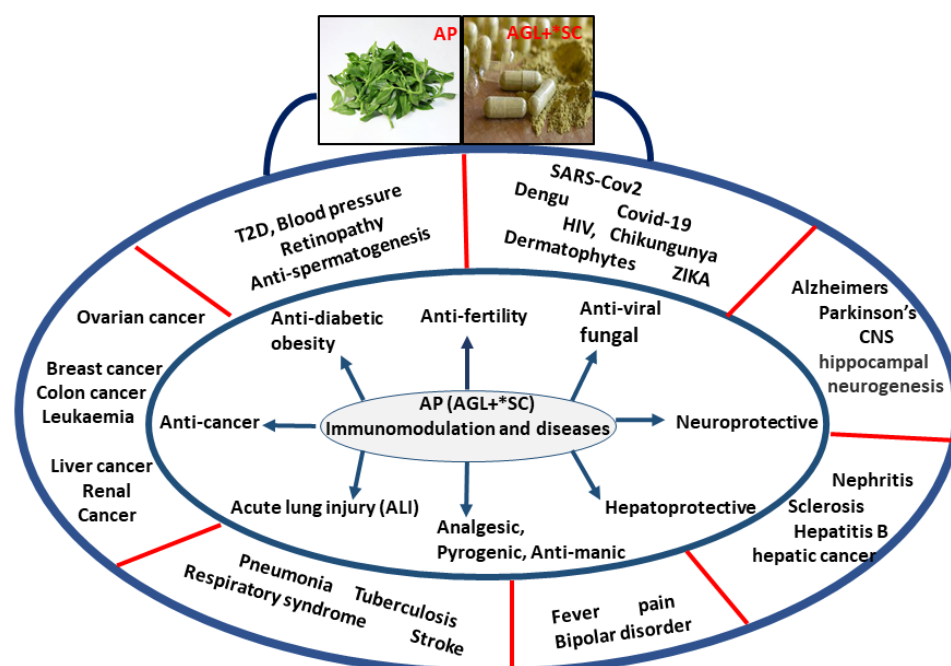 AP
AGL+*SC
T2D, Blood pressure
Retinopathy
Anti-spermatogenesis
SARS-Cov2
Dengu Covid-19
HIV, Chikungunya
Dermatophytes ZIKA
Alzheimers
Parkinson's
CNS
hippocampal
neurogenesis
Nephritis
Sclerosis
Hepatitis B
hepatic cancer
Fever pain
Bipolar disorder
Pneumonia Tuberculosis
Respiratory syndrome Stroke
Ovarian cancer
Breast cancer
Colon cancer
Leukaemia
Liver cancer
Renal
Cancer
Anti-diabetic
obesity
Anti-fertility
Anti-viral
fungal
Anti-cancer
AP (AGL+*SC)
Immunomodulation and diseases
Neuroprotective
Acute lung injury (ALI)
Analgesic,
Pyrogenic, Anti-manic
Hepatoprotective